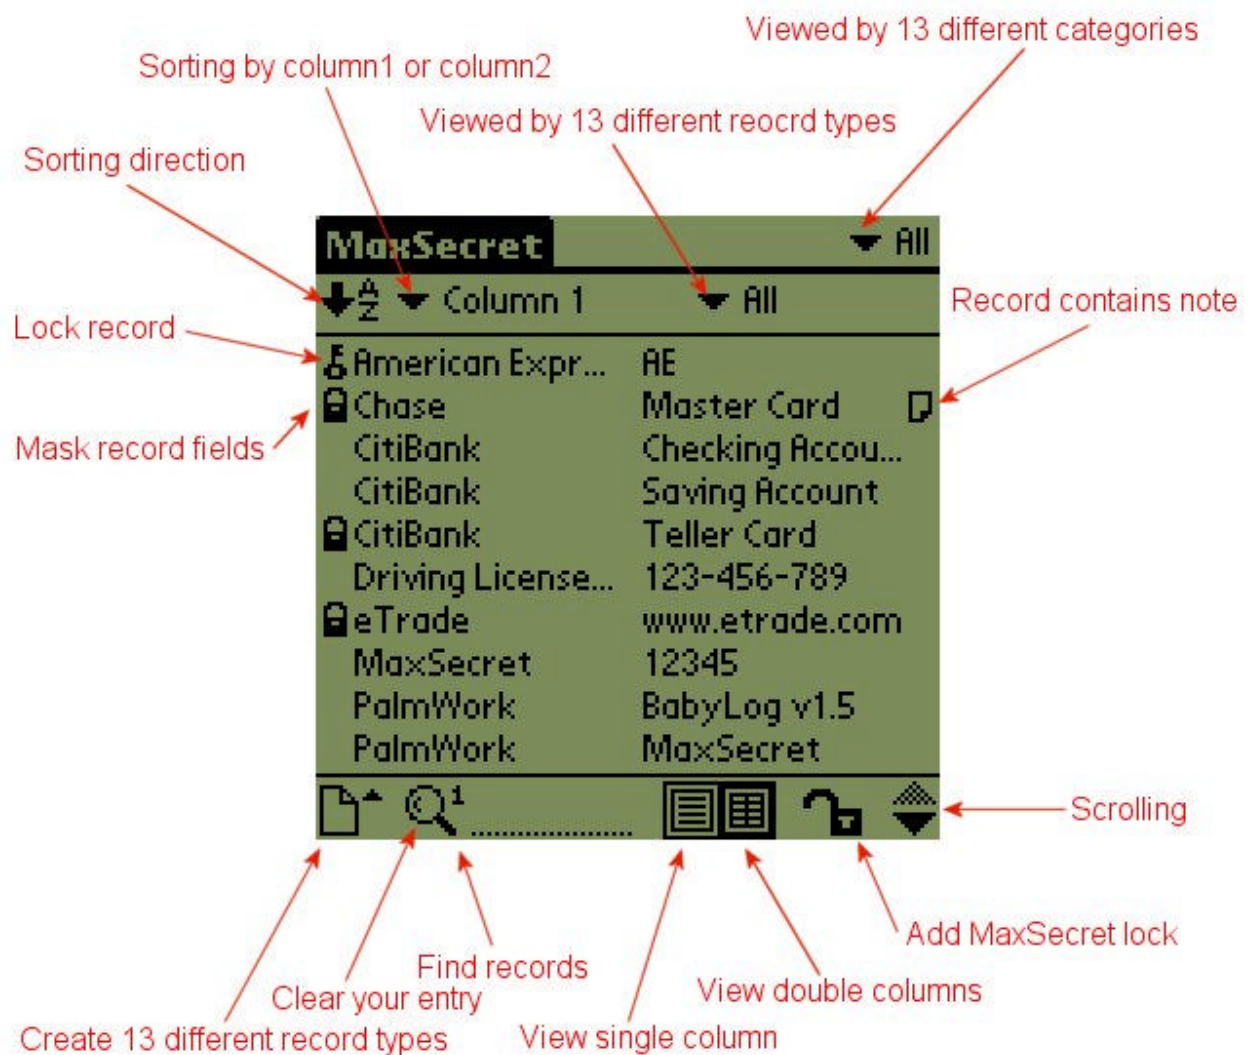 Viewed by 13 different categories
Sorting by column1 or column2
Viewed by 13 different reocrd types
Sorting direction
MaxSecret All
A
Z Column 1 All
Record contains note
Lock record
American Expr... AE
Chase Master Card
Mask record fields
CitiBank Checking Accou...
CitiBank Saving Account
CitiBank Teller Card
Driving License... 123-456-789
eTrade www.etrade.com
MaxSecret 12345
PalmWork BabyLog v1.5
PalmWork MaxSecret
1
Scrolling
Add MaxSecret lock
Find records
View double columns
Clear your entry
Create 13 different record types
View single column